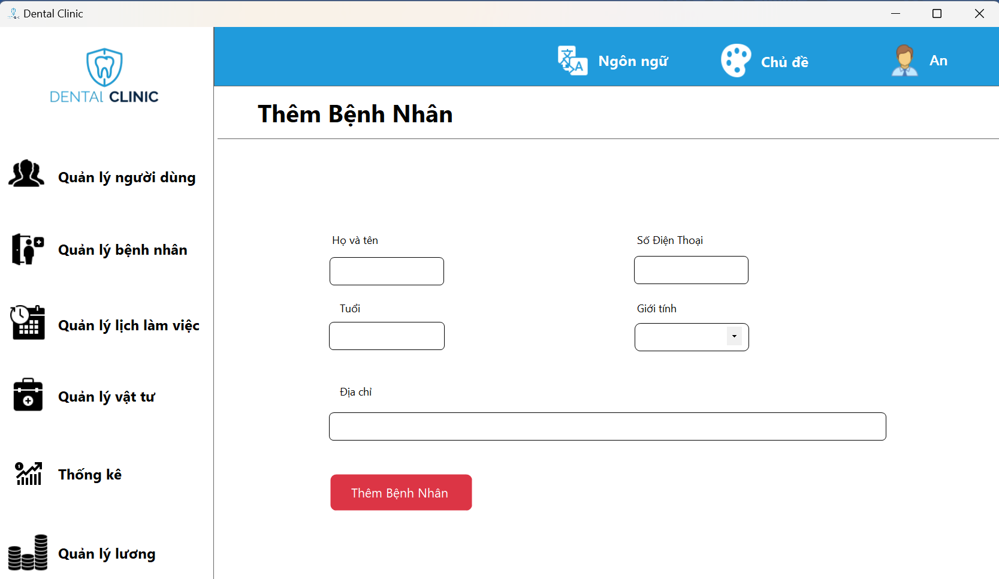 Dental Clinic
DENTAL CLINIC
Ngôn ngữ
Chủ đề
An
Thêm Bệnh Nhân
Quản lý người dùng
Quản lý bệnh nhân
Quản lý lịch làm việc
Quản lý vật tư
Thống kê
Quản lý lương
Họ và tên
Số Điện Thoại
Tuổi
Giới tính
Địa chỉ
Thêm Bệnh Nhân